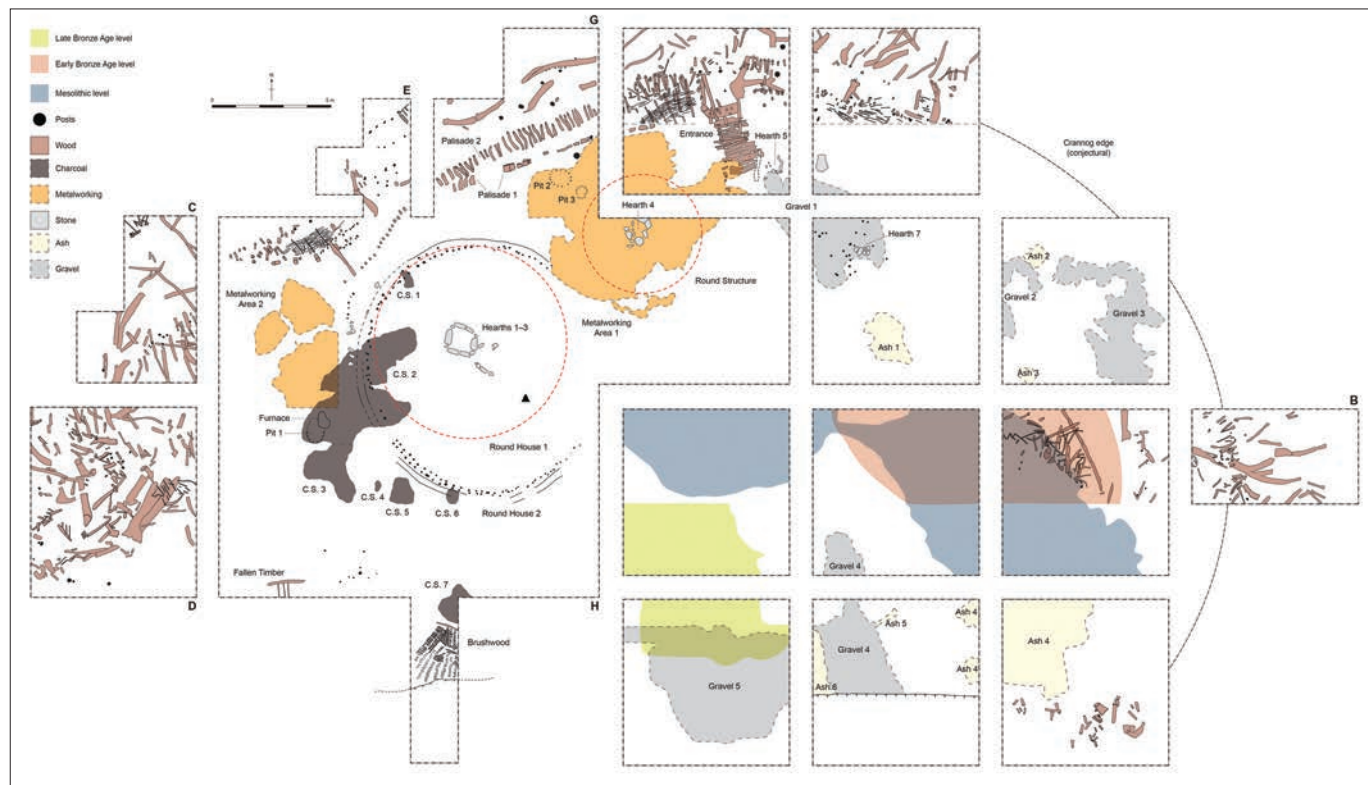 Late Bronze Age level
Early Bronze Age level
Mesolithic level
Posts
Wood
Charcoal
Metalworking
Stone
Ash
Gravel
N
0
5 m
G
E
C
Palisade 2
Palisade 1
Pit 2
Pit 3
Entrance
Hearth 5
Hearth 4
Gravel 1
Crannog edge
(conjectural)
Round Structure
Metalworking
Area 1
Metalworking
Area 2
C.S. 1
Hearths 1–3
C.S. 2
Hearth 7
Ash 1
Ash 2
Gravel 2
Gravel 3
Ash 3
Furnace
Pit 1
Round House 1
C.S. 3
C.S. 4
C.S. 5
C.S. 6
Round House 2
B
Gravel 4
Fallen Timber
D
C.S. 7
H
Brushwood
Gravel 5
Ash 5
Ash 4
Gravel 4
Ash 4
Ash 6
Ash 4